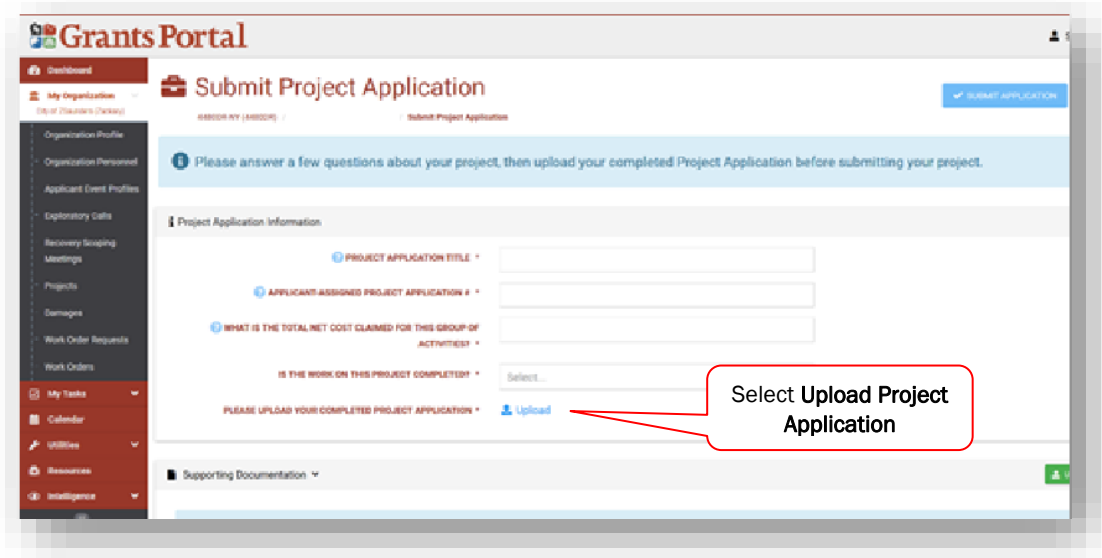 Grants Portal
Dashboard
My Organization
Organization Profile
Organization Personnel
Applicant Event Profiles
Exploratory Calls
Recovery Scoping
Meetings
Projects
Damages
Work Order Requests
Work Orders
My Tasks
Calendar
Utilities
Resources
Intelligence
Submit Project Application
Submit Project Application
SUBMIT APPLICATION
Please answer a few questions about your project, then upload your completed Project Application before submitting your project.
Project Application Information
PROJECT APPLICATION TITLE *
APPLICANT-ASSIGNED PROJECT APPLICATION # *
WHAT IS THE TOTAL NET COST CLAIMED FOR THIS GROUP OF
ACTIVITIES? *
IS THE WORK ON THIS PROJECT COMPLETED? *
Select...
PLEASE UPLOAD YOUR COMPLETED PROJECT APPLICATION *
Upload
Select Upload Project
Application
Supporting Documentation